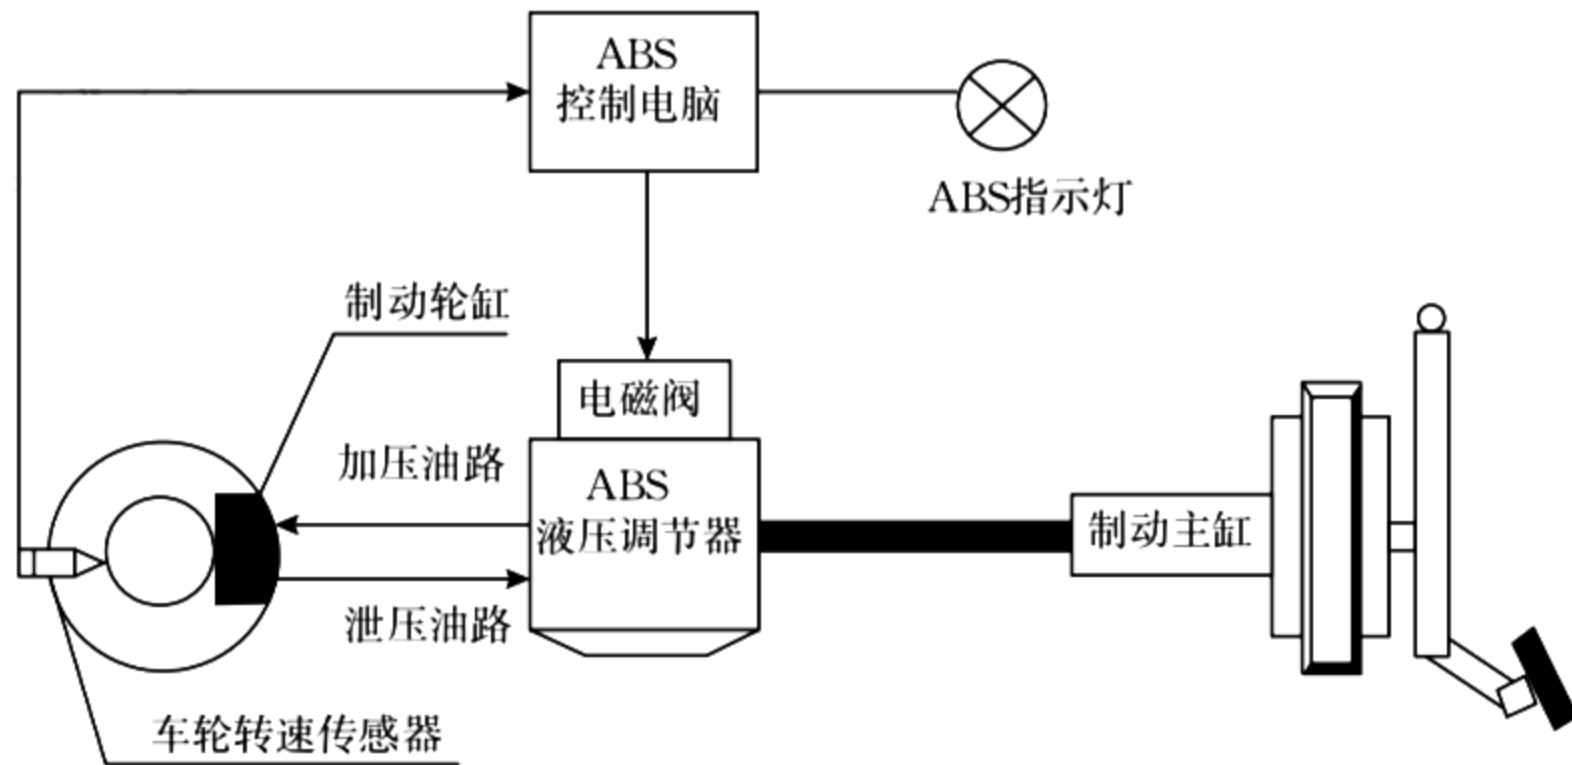 ABS
控制电脑
ABS指示灯
制动轮缸
电磁阀
加压油路
ABS
液压调节器
制动主缸
泄压油路
车轮转速传感器